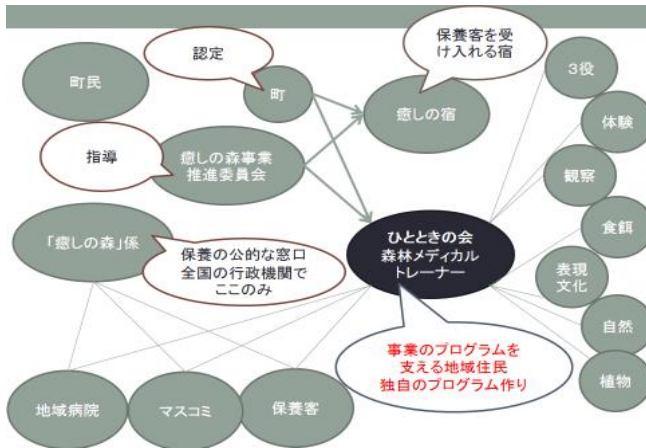 認定
保養客を受
け入れる宿
3役
町民
町
癒しの宿
体験
指導
癒しの森事業
推進委員会
観察
「癒しの森」係
保養の公的な窓口
全国の行政機関で
ここのみ
ひとときの会
森林メディカル
トレーナー
食餌
表現
文化
自然
事業のプログラムを
支える地域住民
独自のプログラム作り
植物
地域病院
マスコミ
保養客